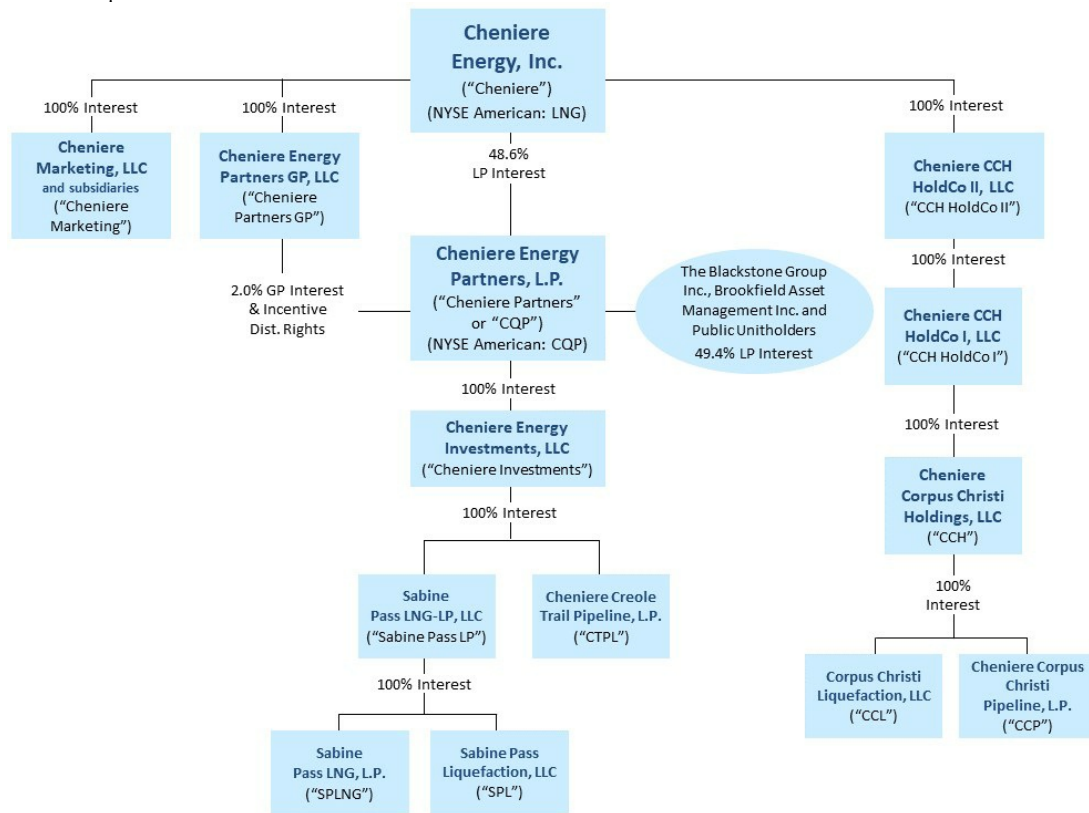 Cheniere
Energy, Inc.
(“Cheniere”)
(NYSE American: LNG)
100% Interest
100% Interest
48.6%
LP Interest
100% Interest
Cheniere
Marketing, LLC
and subsidiaries
(“Cheniere
Marketing”)
Cheniere Energy
Partners GP, LLC
(“Cheniere
Partners GP”)
Cheniere CCH
HoldCo II, LLC
(“CCH HoldCo II”)
2.0% GP Interest
& Incentive
Dist. Rights
Cheniere Energy
Partners, L.P.
(“Cheniere Partners”
or “CQP”)
(NYSE American: CQP)
The Blackstone Group
Inc., Brookfield Asset
Management Inc. and
Public Unitholders
49.4% LP Interest
100% Interest
Cheniere CCH
HoldCo I, LLC
(“CCH HoldCo I”)
100% Interest
Cheniere Energy
Investments, LLC
(“Cheniere Investments”)
100% Interest
Cheniere
Corpus Christi
Holdings, LLC
(“CCH”)
100% Interest
Sabine
Pass LNG-LP, LLC
(“Sabine Pass LP”)
Cheniere Creole
Trail Pipeline, L.P.
(“CTPL”)
100%
Interest
100% Interest
Corpus Christi
Liquefaction, LLC
(“CCL”)
Cheniere Corpus
Christi
Pipeline, L.P.
(“CCP”)
Sabine
Pass LNG, L.P.
(“SPLNG”)
Sabine Pass
Liquefaction, LLC
(“SPL”)